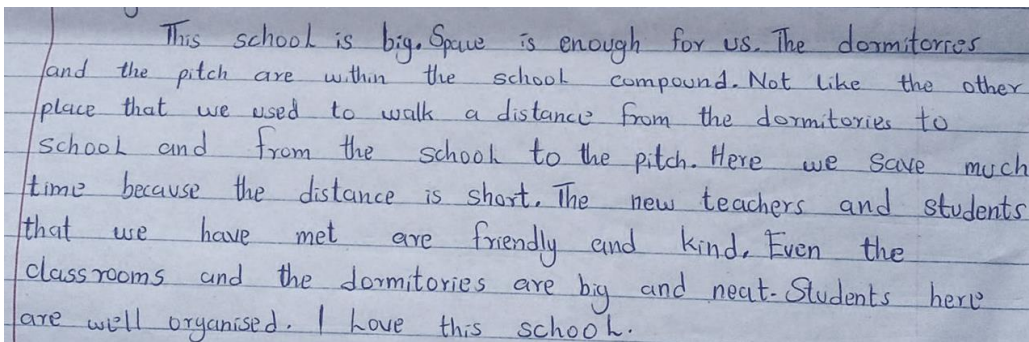 This school is big. Space is enough for us. The dormitories
and the pitch are within the school compound. Not like the other
place that we used to walk a distance from the dormitories to
school and from the school to the pitch. Here we save much
time because the distance is short. The new teachers and students
that we have met are friendly and kind. Even the
classrooms and the dormitories are big and neat. Students here
are well organised. I love this school.